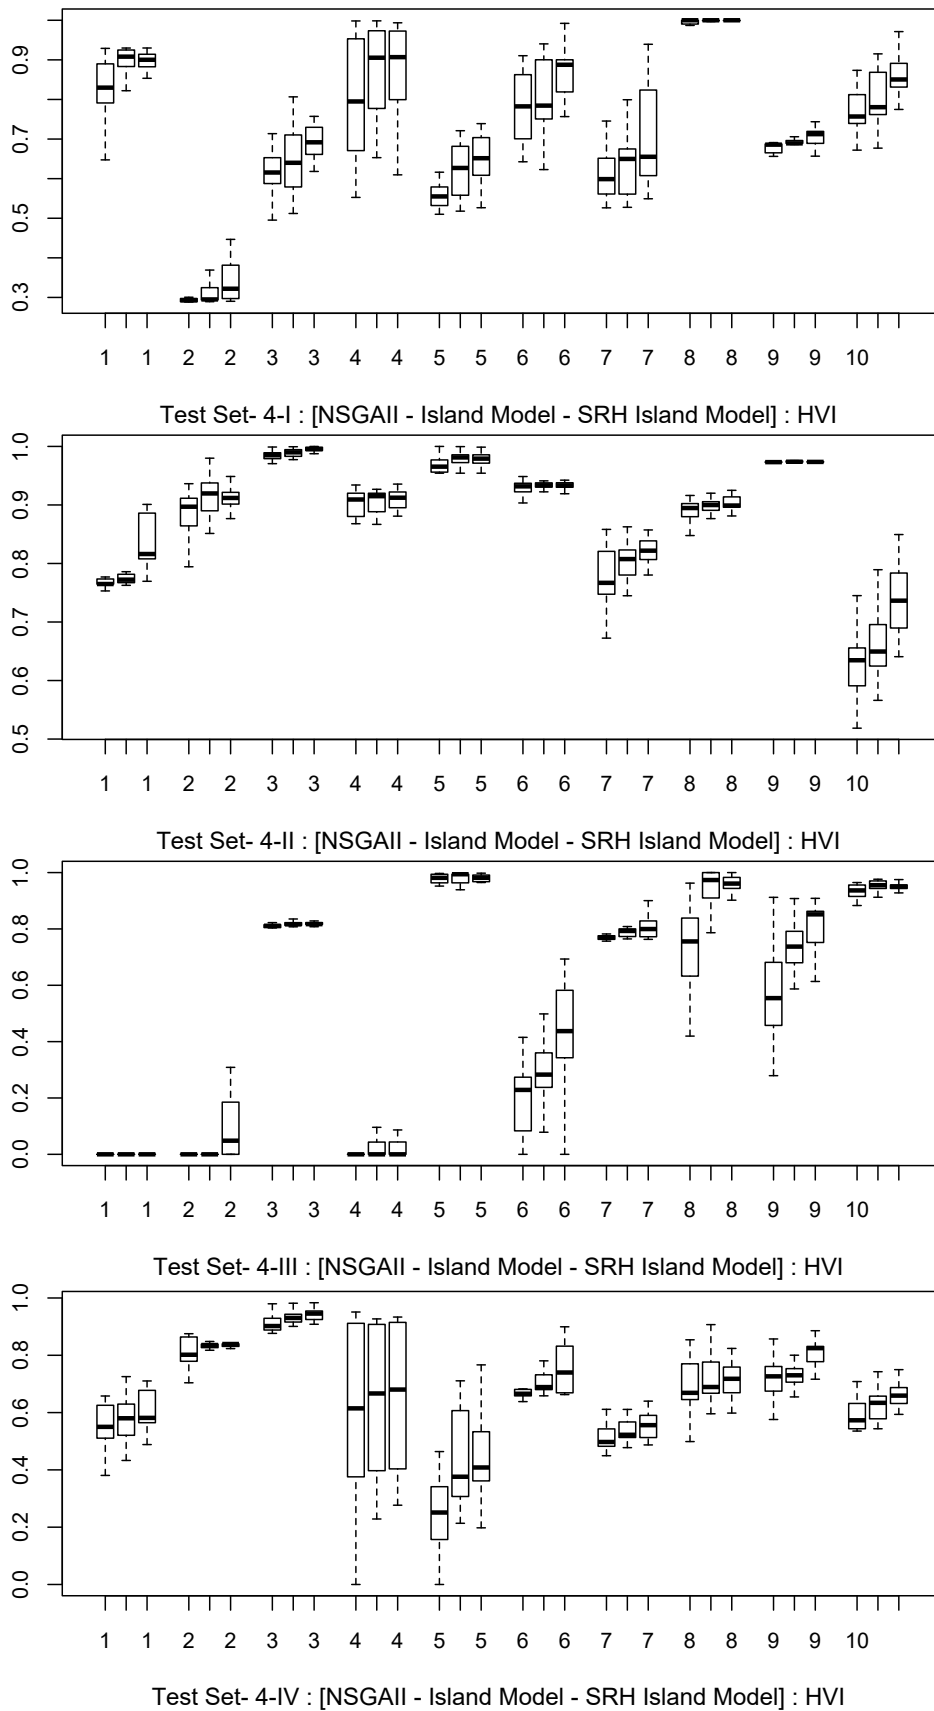 0.9
0.7
0.5
0.3
1 1 2 2 3 3 4 4 5 5 6 6 7 7 8 8 9 9 10
Test Set- 4-I : [NSGAII - Island Model - SRH Island Model] : HVI
1.0
0.9
0.8
0.7
0.6
0.5
1 1 2 2 3 3 4 4 5 5 6 6 7 7 8 8 9 9 10
Test Set- 4-II : [NSGAII - Island Model - SRH Island Model] : HVI
1.0
0.8
0.6
0.4
0.2
0.0
1 1 2 2 3 3 4 4 5 5 6 6 7 7 8 8 9 9 10
Test Set- 4-III : [NSGAII - Island Model - SRH Island Model] : HVI
1.0
0.8
0.6
0.4
0.2
0.0
1 1 2 2 3 3 4 4 5 5 6 6 7 7 8 8 9 9 10
Test Set- 4-IV : [NSGAII - Island Model - SRH Island Model] : HVI